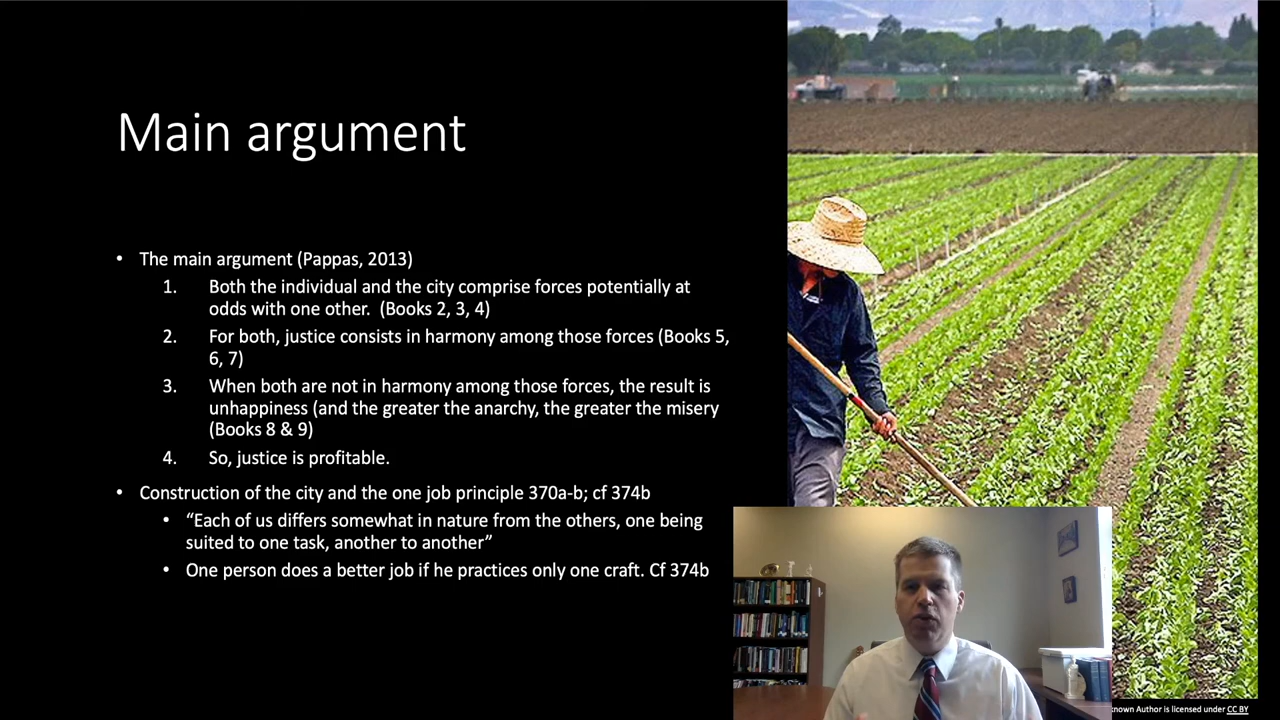 Main argument
• The main argument (Pappas, 2013)
1. Both the individual and the city comprise forces potentially at
odds with one other. (Books 2, 3, 4)
2. For both, justice consists in harmony among those forces (Books 5,
6, 7)
3. When both are not in harmony among those forces, the result is
unhappiness (and the greater the anarchy, the greater the misery
(Books 8 & 9)
4. So, justice is profitable.
• Construction of the city and the one job principle 370a-b; cf 374b
• “Each of us differs somewhat in nature from the others, one being
suited to one task, another to another”
• One person does a better job if he practices only one craft. Cf 374b
Author is licensed under CC BY